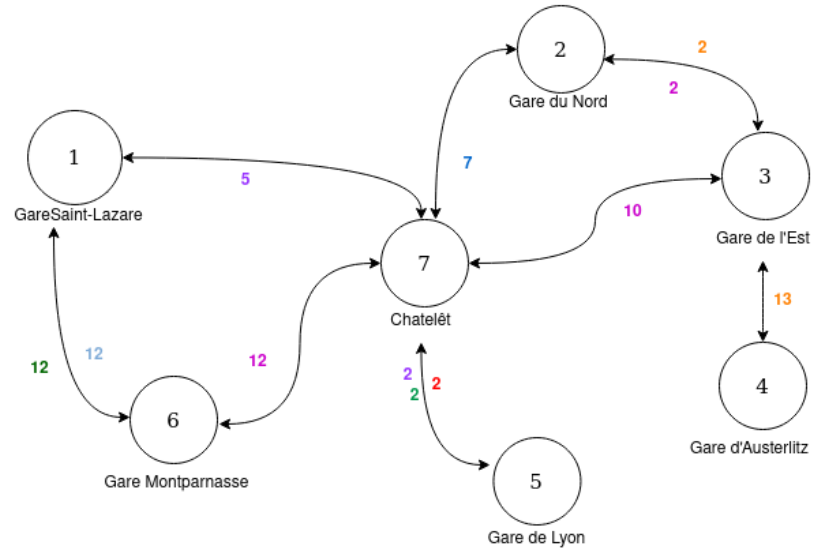 2
Gare du Nord
2
2
1
GareSaint-Lazare
5
7
3
Gare de l'Est
10
7
Chatelêt
13
12
12
12
2
2
2
4
Gare d'Austerlitz
6
Gare Montparnasse
5
Gare de Lyon